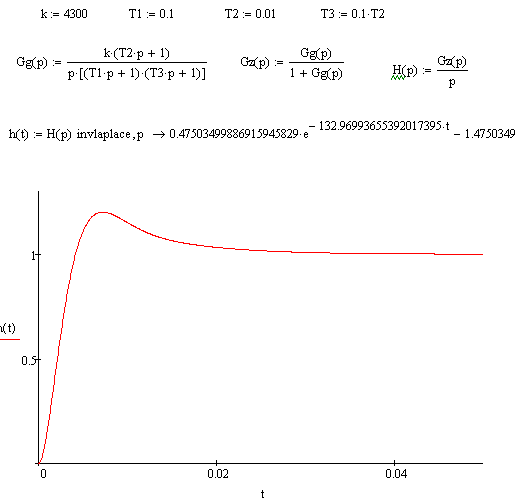 k := 4300 T1 := 0.1 T2 := 0.01 T3 := 0.1·T2
Gg(p) := k·(T2·p + 1) / p·[(T1·p + 1)·(T3·p + 1)] Gz(p) := Gg(p) / 1 + Gg(p) H(p) := Gz(p) / p
h(t) := H(p) invlaplace,p → 0.47503499886915945829·e^−132.96993655392017395·t − 1.4750349
1
h(t)
0.5
0 0.02 0.04
t